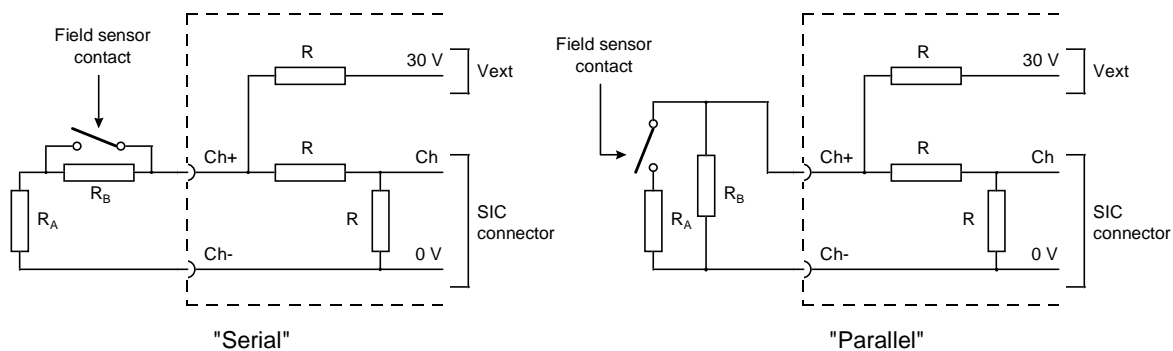 Field sensor
contact
R
30 V
Vext
Ch+
R
Ch
R_B
R_A
R
SIC
connector
Ch-
0 V
"Serial"
Field sensor
contact
R
30 V
Vext
Ch+
R
Ch
R_B
R_A
R
SIC
connector
Ch-
0 V
"Parallel"